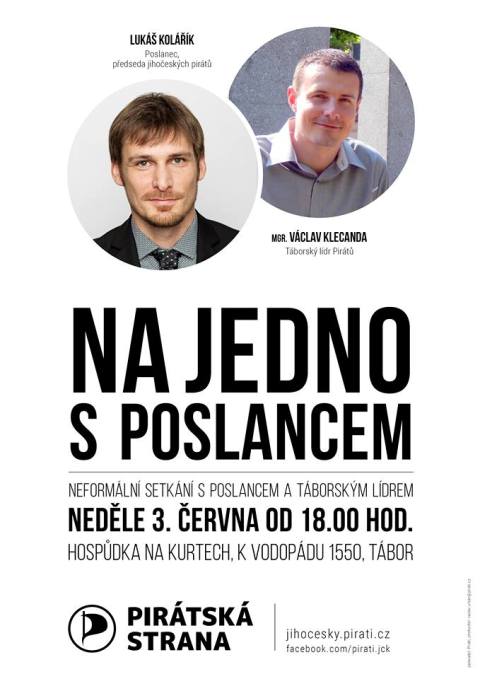 LUKÁŠ KOLÁŘÍK
Poslanec,
předseda jihočeských pirátů
MGR. VÁCLAV KLECANDA
Táborský lídr Pirátů
NA JEDNO
S POSLANCEM
NEFORMÁLNÍ SETKÁNÍ S POSLANCEM A TÁBORSKÝM LÍDREM
NEDĚLE 3. ČERVNA OD 18.00 HOD.
HOSPŮDKA NA KURTECH, K VODOPÁDU 1550, TÁBOR
PIRÁTSKÁ
STRANA
jihocesky.pirati.cz
facebook.com/pirati.jck